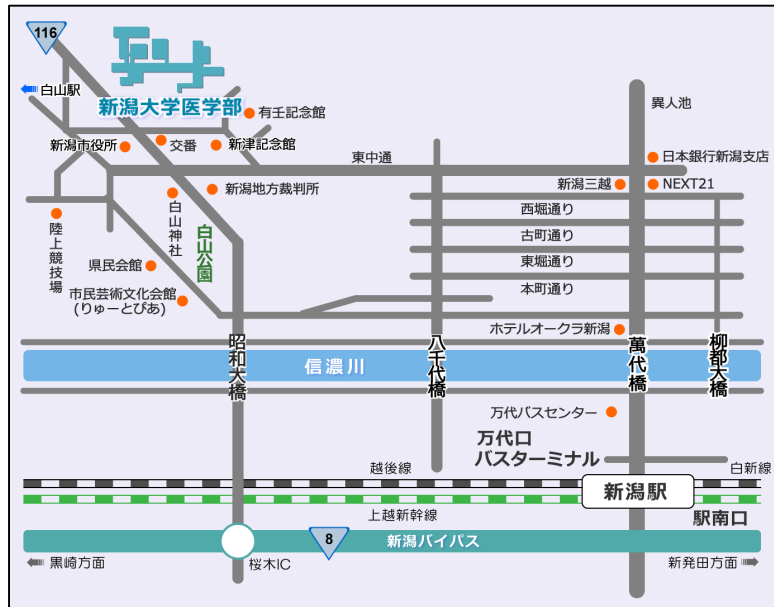 116
白山駅
新潟大学医学部
有壬記念館
新潟市役所
交番
新津記念館
東中通
異人池
日本銀行新潟支店
新潟三越
NEXT21
新潟地方裁判所
白山神社
白山公園
陸上競技場
県民会館
市民芸術文化会館
(りゅーとぴあ)
西堀通り
古町通り
東堀通り
本町通り
ホテルオークラ新潟
昭和大橋
八千代橋
萬代橋
柳都大橋
信濃川
万代バスセンター
万代口
バスターミナル
越後線
白新線
新潟駅
上越新幹線
駅南口
8
新潟バイパス
黒崎方面
桜木IC
新発田方面